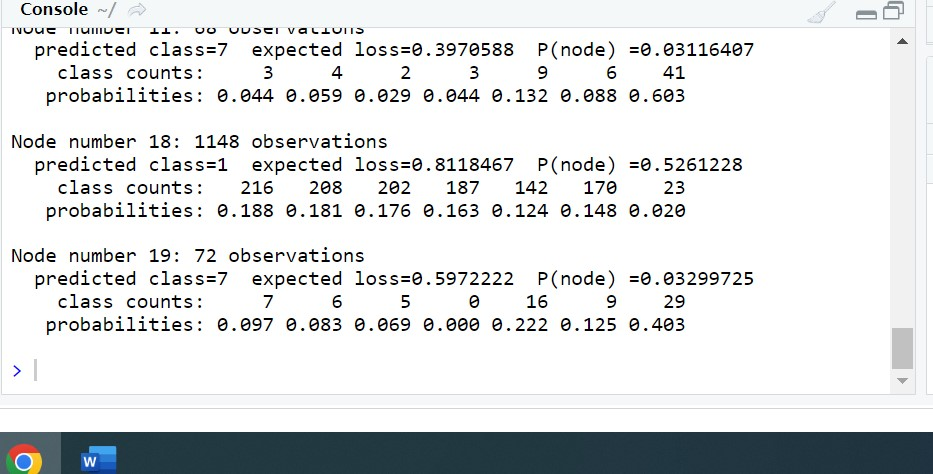 Console ~/
Node number 11: 68 observations
predicted class=7 expected loss=0.3970588 P(node) =0.03116407
class counts: 3 4 2 3 9 6 41
probabilities: 0.044 0.059 0.029 0.044 0.132 0.088 0.603
Node number 18: 1148 observations
predicted class=1 expected loss=0.8118467 P(node) =0.5261228
class counts: 216 208 202 187 142 170 23
probabilities: 0.188 0.181 0.176 0.163 0.124 0.148 0.020
Node number 19: 72 observations
predicted class=7 expected loss=0.5972222 P(node) =0.03299725
class counts: 7 6 5 0 16 9 29
probabilities: 0.097 0.083 0.069 0.000 0.222 0.125 0.403
>
W